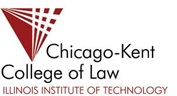 Chicago-Kent
College of Law
ILLINOIS INSTITUTE OF TECHNOLOGY